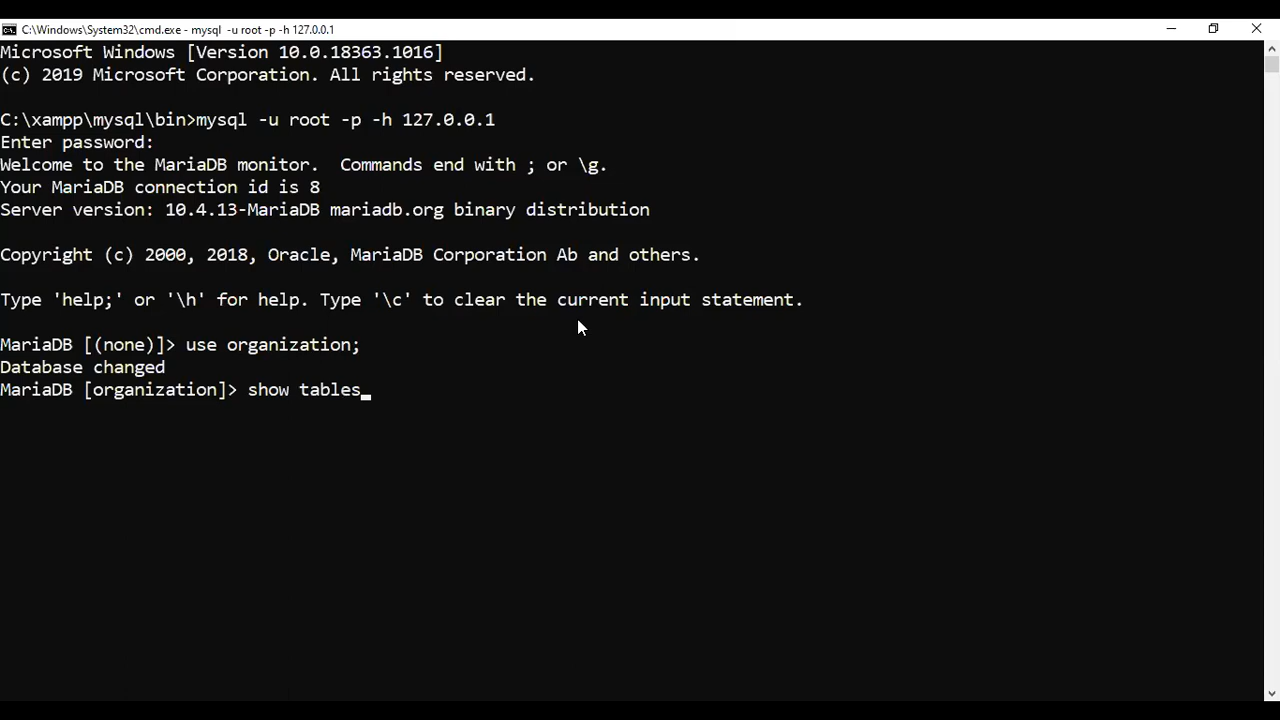 C:\Windows\System32\cmd.exe - mysql -u root -p -h 127.0.0.1
Microsoft Windows [Version 10.0.18363.1016]
(c) 2019 Microsoft Corporation. All rights reserved.
C:\xampp\mysql\bin>mysql -u root -p -h 127.0.0.1
Enter password:
Welcome to the MariaDB monitor.  Commands end with ; or \g.
Your MariaDB connection id is 8
Server version: 10.4.13-MariaDB mariadb.org binary distribution
Copyright (c) 2000, 2018, Oracle, MariaDB Corporation Ab and others.
Type 'help;' or '\h' for help. Type '\c' to clear the current input statement.
MariaDB [(none)]> use organization;
Database changed
MariaDB [organization]> show tables